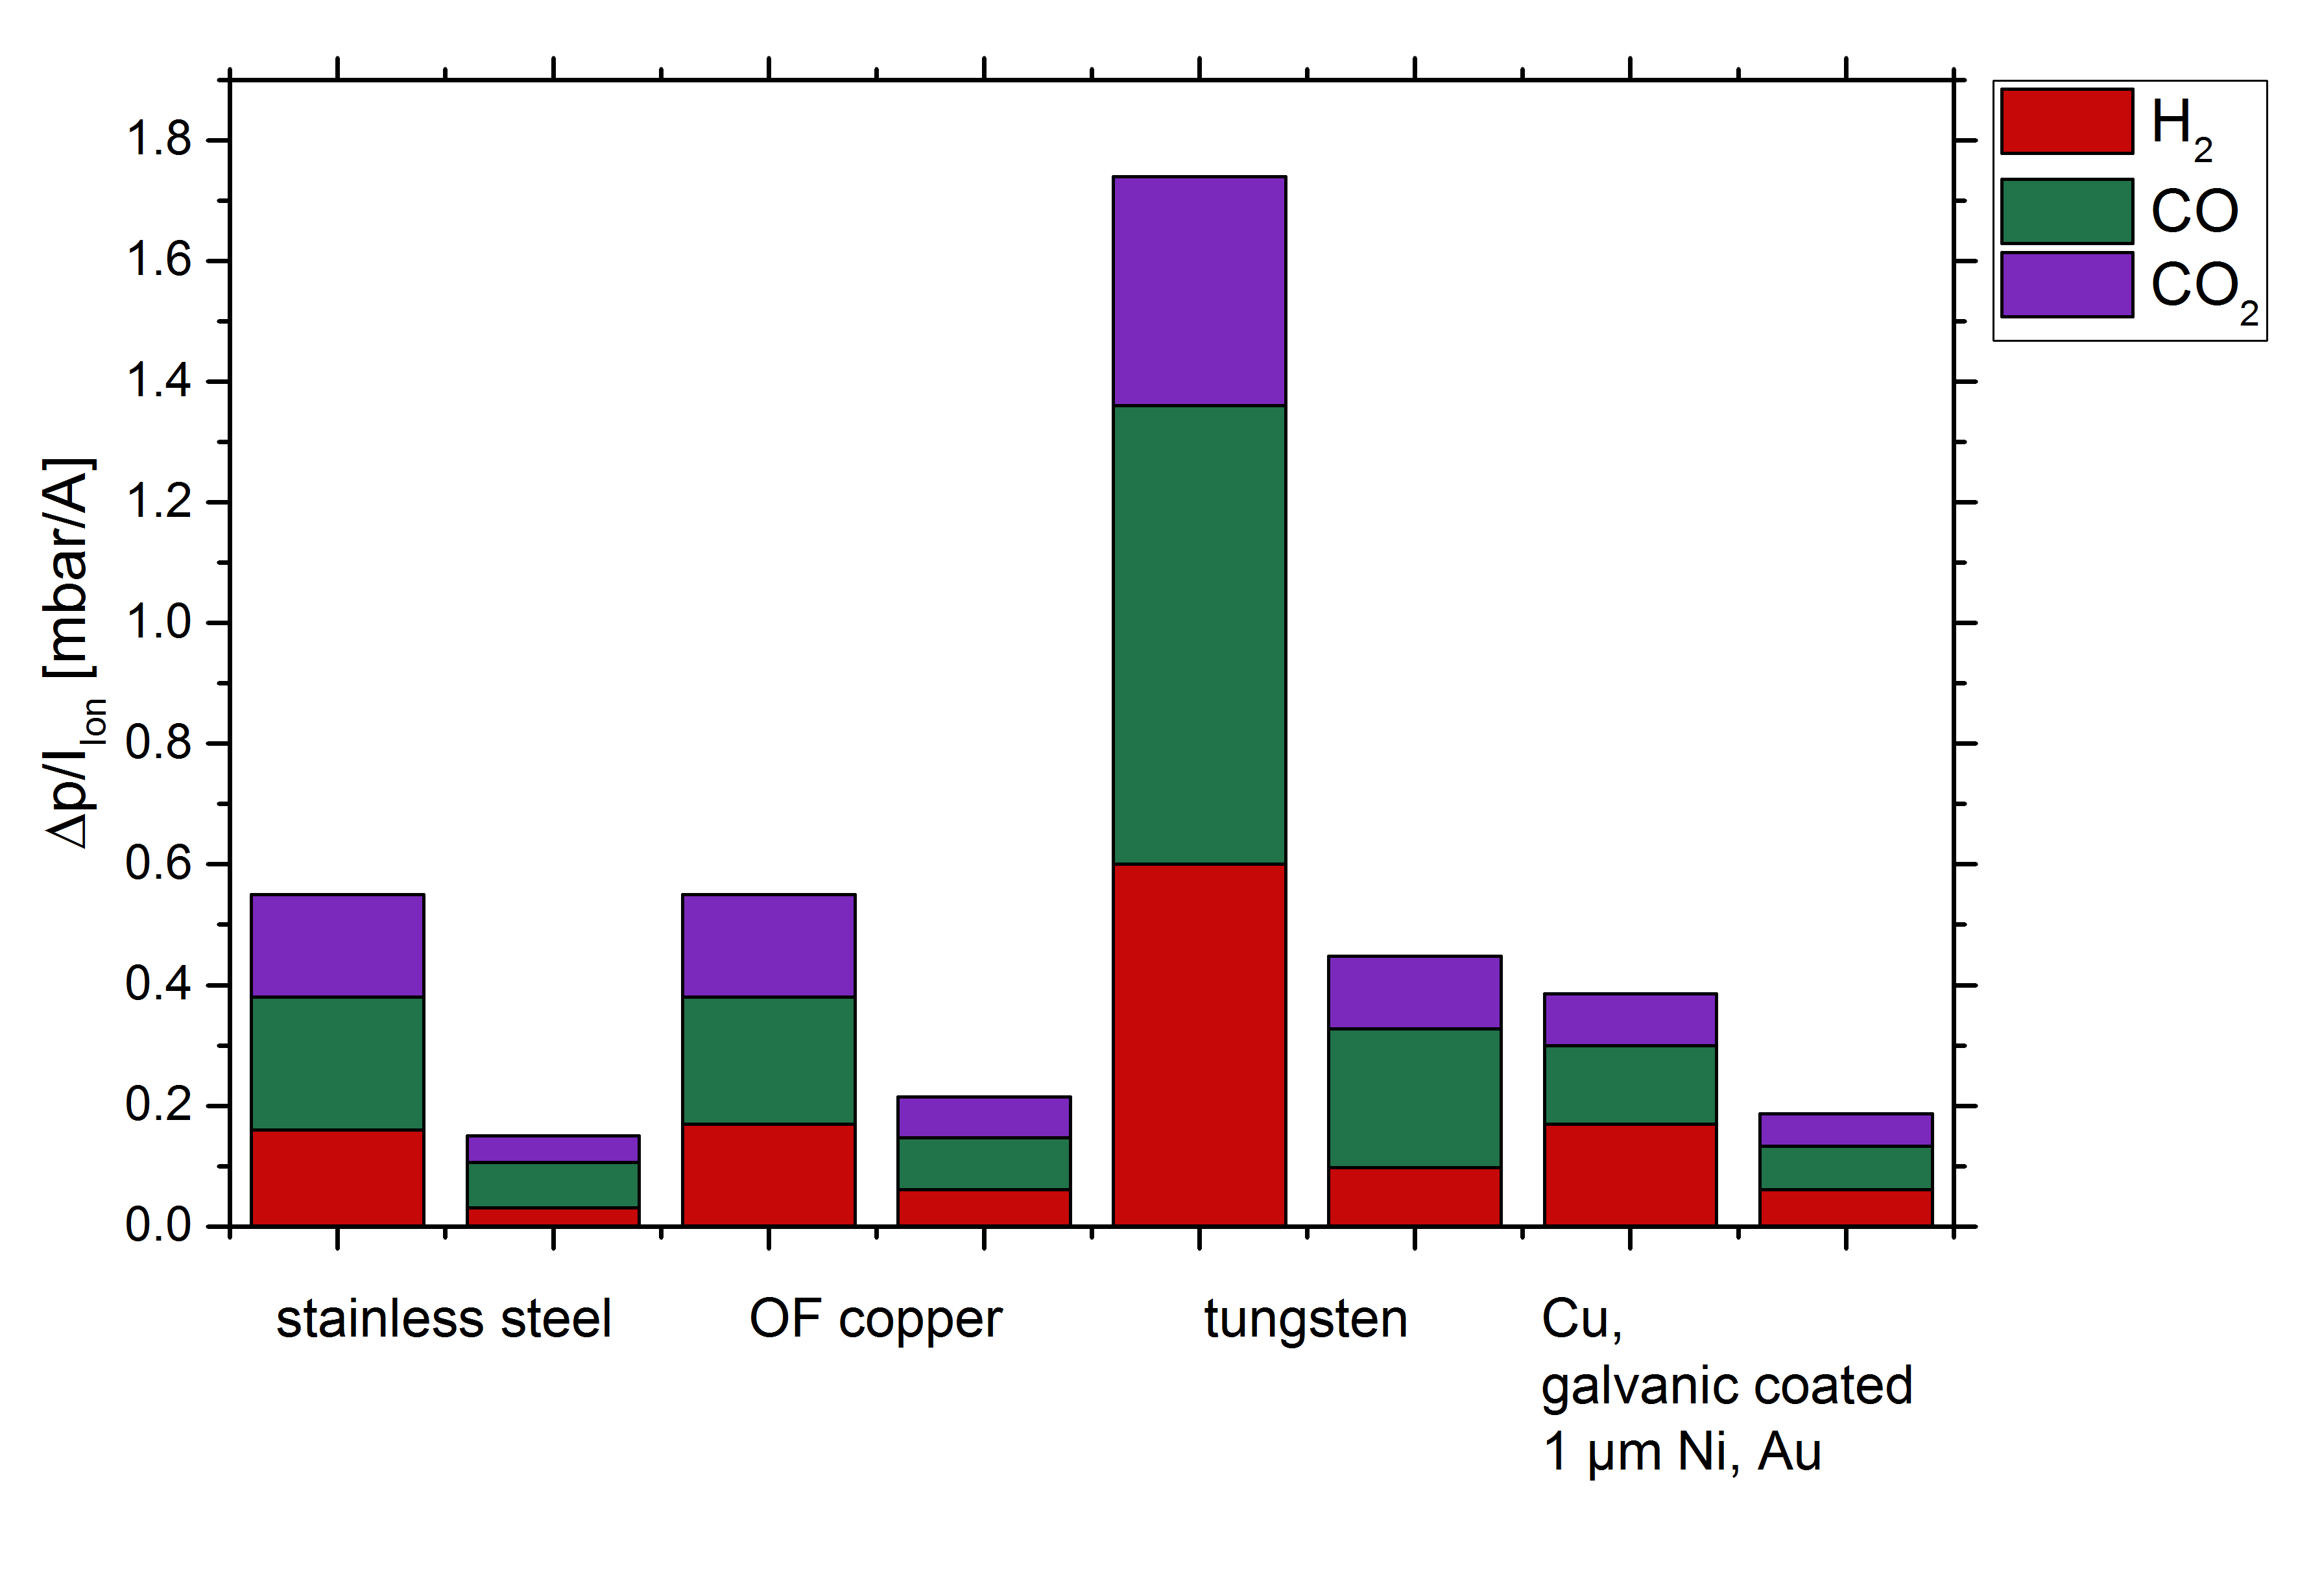 H2
CO
CO2
Δp/IIon [mbar/A]
1.8
1.6
1.4
1.2
1.0
0.8
0.6
0.4
0.2
0.0
stainless steel
OF copper
tungsten
Cu,
galvanic coated
1 µm Ni, Au